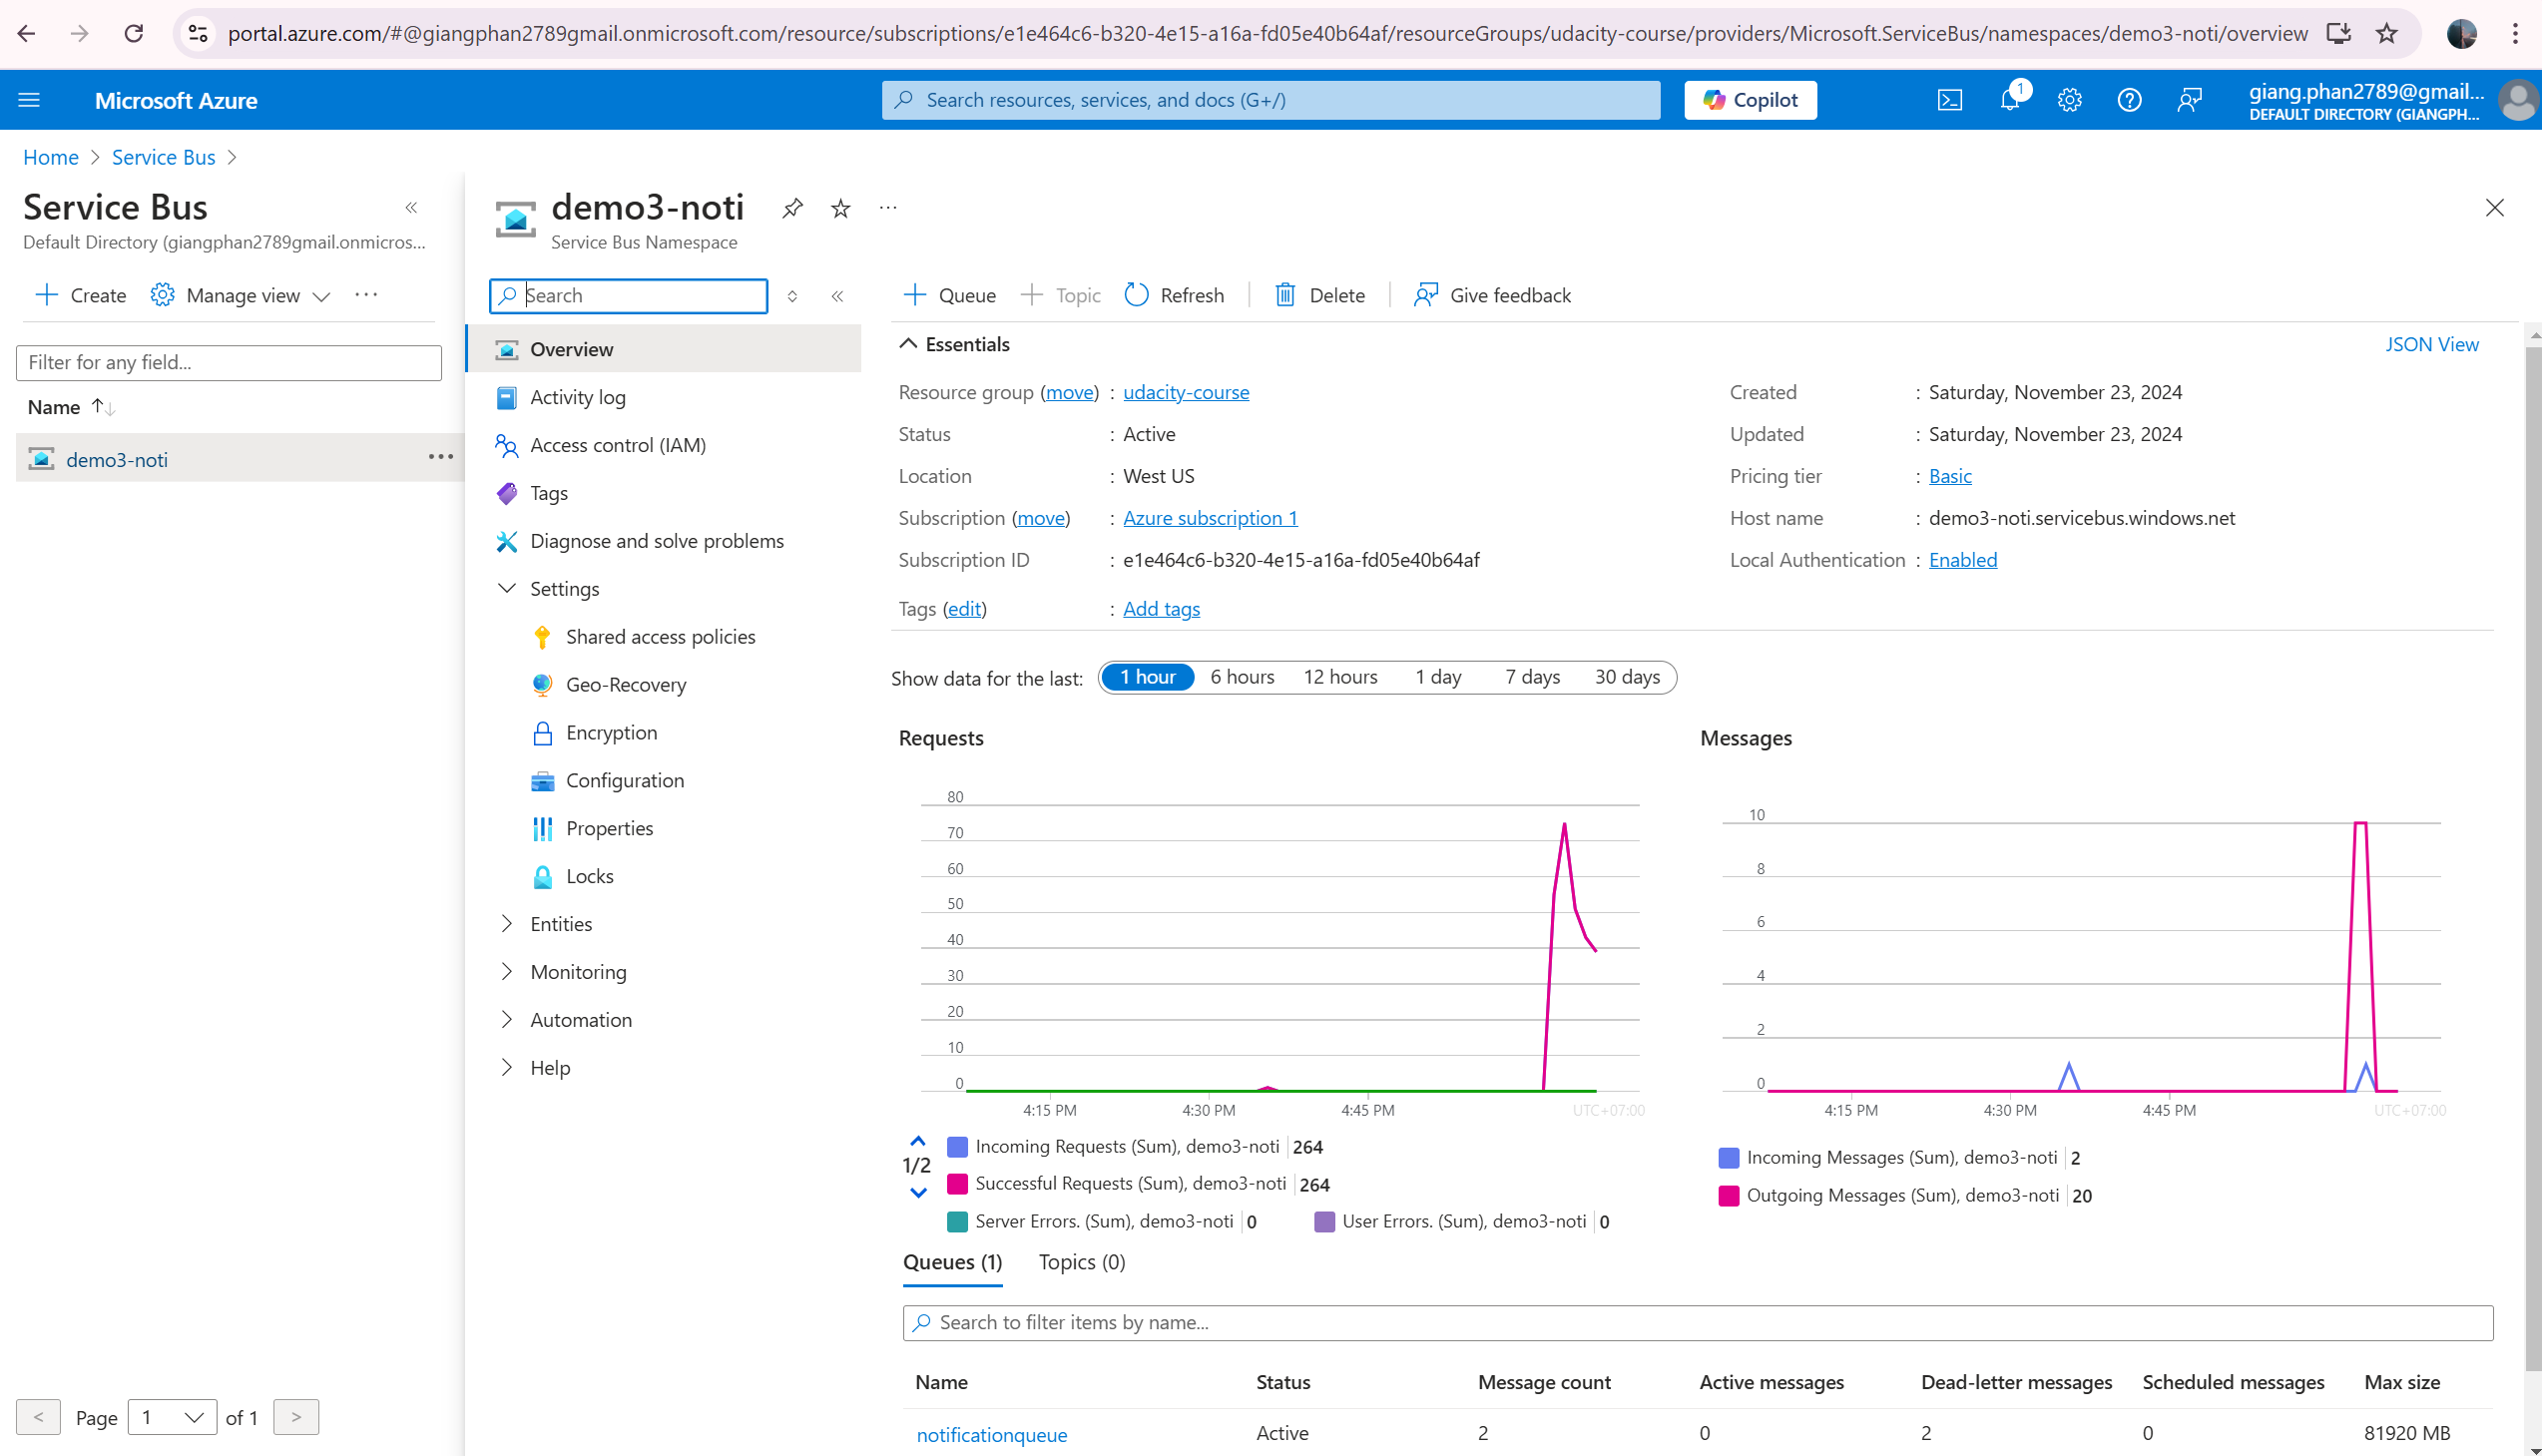 portal.azure.com/#@giangphan2789gmail.onmicrosoft.com/resource/subscriptions/e1e464c6-b320-4e15-a16a-fd05e40b64af/resourceGroups/udacity-course/providers/Microsoft.ServiceBus/namespaces/demo3-noti/overview
Microsoft Azure
Search resources, services, and docs (G+/)
Copilot
1
giang.phan2789@gmail...
DEFAULT DIRECTORY (GIANGPH...
Home > Service Bus >
Service Bus
Default Directory (giangphan2789gmail.onmicros...
Create
Manage view
Filter for any field...
Name
demo3-noti
Page 1 of 1
demo3-noti
Service Bus Namespace
Search
Overview
Activity log
Access control (IAM)
Tags
Diagnose and solve problems
Settings
Shared access policies
Geo-Recovery
Encryption
Configuration
Properties
Locks
Entities
Monitoring
Automation
Help
Queue
Topic
Refresh
Delete
Give feedback
Essentials
JSON View
Resource group (move) : udacity-course
Status : Active
Location : West US
Subscription (move) : Azure subscription 1
Subscription ID : e1e464c6-b320-4e15-a16a-fd05e40b64af
Tags (edit) : Add tags
Created : Saturday, November 23, 2024
Updated : Saturday, November 23, 2024
Pricing tier : Basic
Host name : demo3-noti.servicebus.windows.net
Local Authentication : Enabled
Show data for the last: 1 hour 6 hours 12 hours 1 day 7 days 30 days
Requests
80
70
60
50
40
30
20
10
0
4:15 PM 4:30 PM 4:45 PM UTC+07:00
1/2
Incoming Requests (Sum), demo3-noti 264
Successful Requests (Sum), demo3-noti 264
Server Errors. (Sum), demo3-noti 0
User Errors. (Sum), demo3-noti 0
Messages
10
8
6
4
2
0
4:15 PM 4:30 PM 4:45 PM UTC+07:00
Incoming Messages (Sum), demo3-noti 2
Outgoing Messages (Sum), demo3-noti 20
Queues (1) Topics (0)
Search to filter items by name...
Name Status Message count Active messages Dead-letter messages Scheduled messages Max size
notificationqueue Active 2 0 2 0 81920 MB